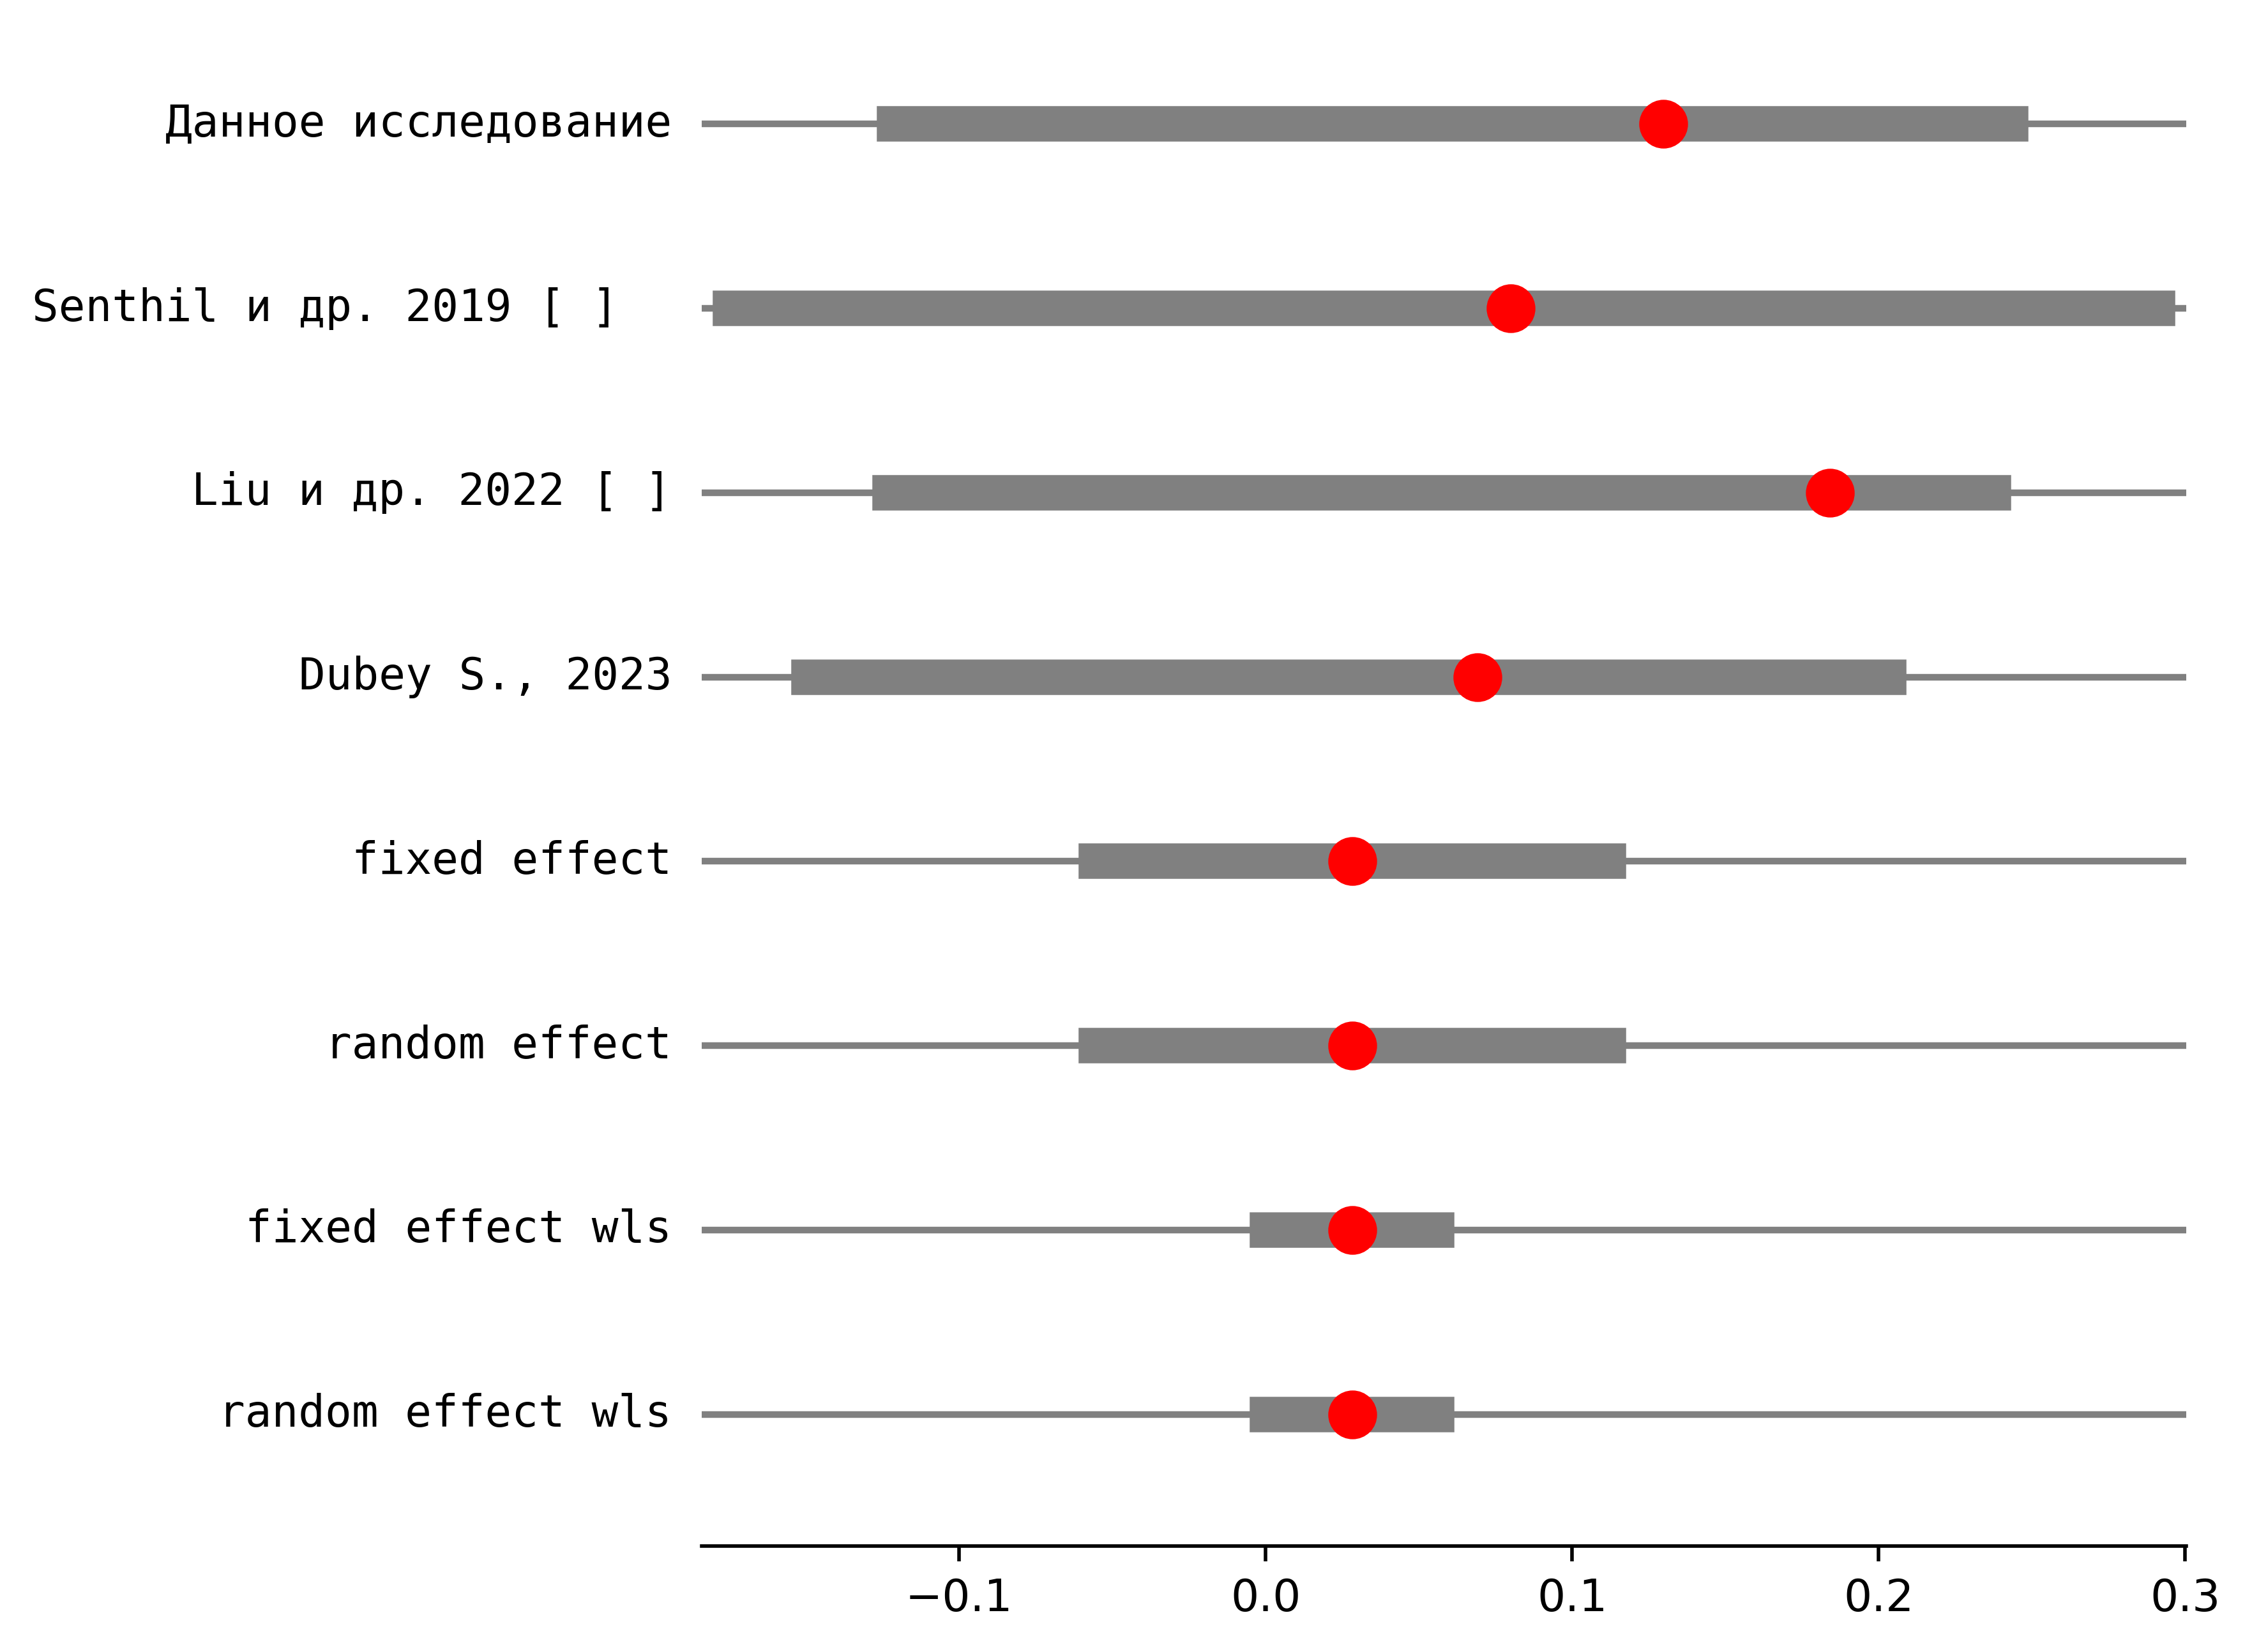 Данное исследование
Senthil и др. 2019 [ ]
Liu и др. 2022 [ ]
Dubey S., 2023
fixed effect
random effect
fixed effect wls
random effect wls
−0.1 0.0 0.1 0.2 0.3